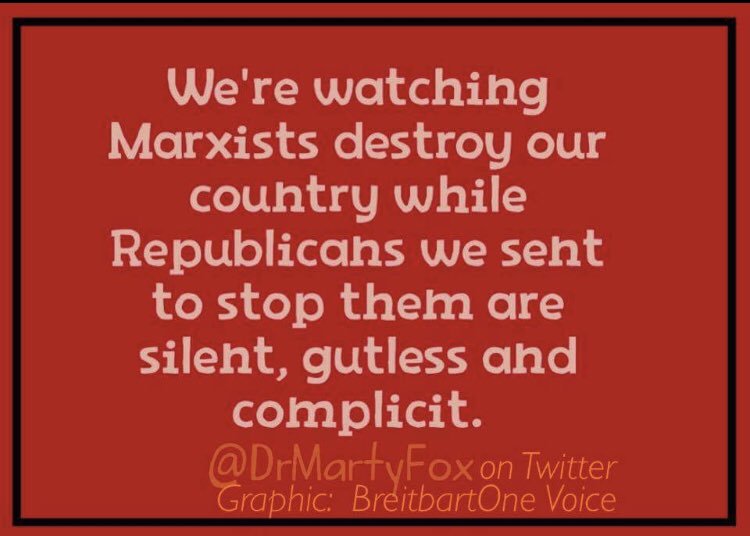 We're watching
Marxists destroy our
country while
Republicans we sent
to stop them are
silent, gutless and
complicit.
@DrMartyFox on Twitter
Graphic: BreitbartOne Voice